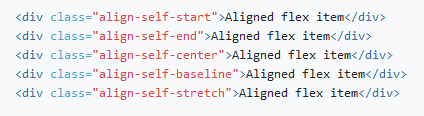 <div class="align-self-start">Aligned flex item</div>
<div class="align-self-end">Aligned flex item</div>
<div class="align-self-center">Aligned flex item</div>
<div class="align-self-baseline">Aligned flex item</div>
<div class="align-self-stretch">Aligned flex item</div>